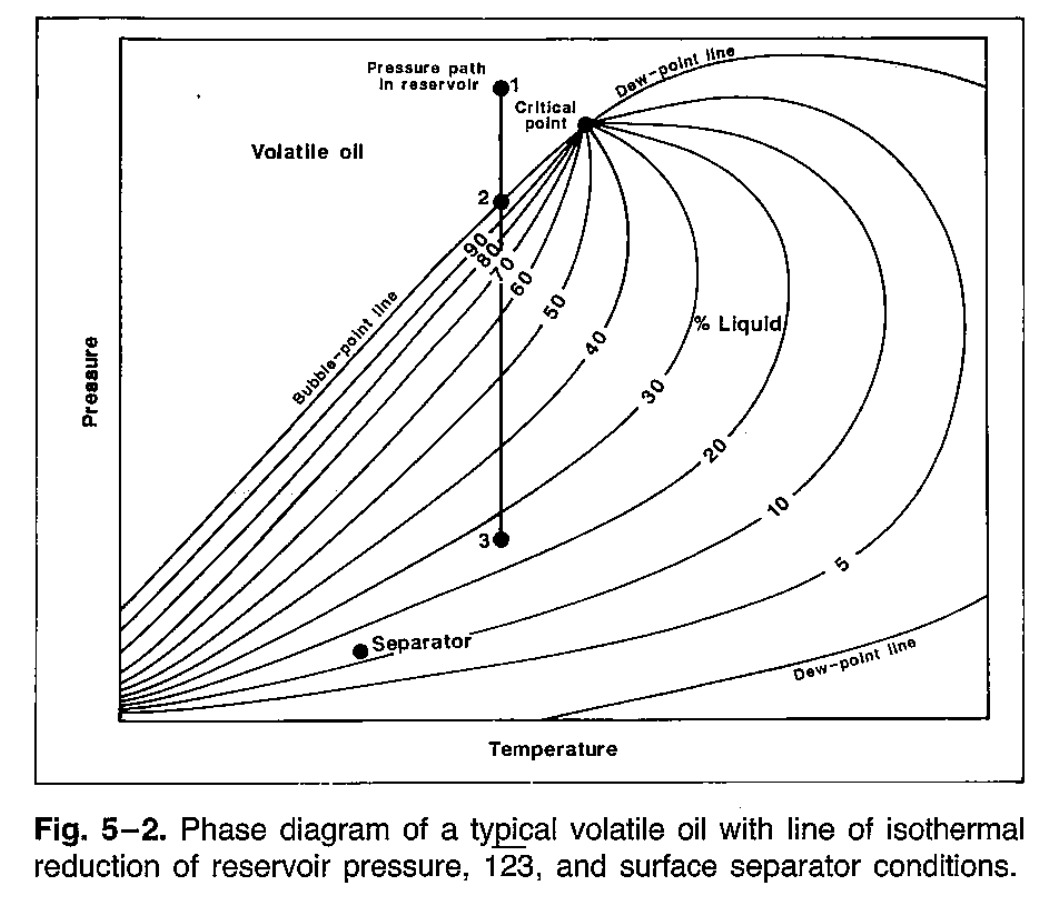 Pressure path
in reservoir
1
Critical
point
Dew-point line
Volatile oil
2
90
80
70
60
50
40
30
20
10
5
% Liquid
Bubble-point line
Pressure
3
Separator
Dew-point line
Temperature
Fig. 5-2. Phase diagram of a typical volatile oil with line of isothermal
reduction of reservoir pressure, 123, and surface separator conditions.